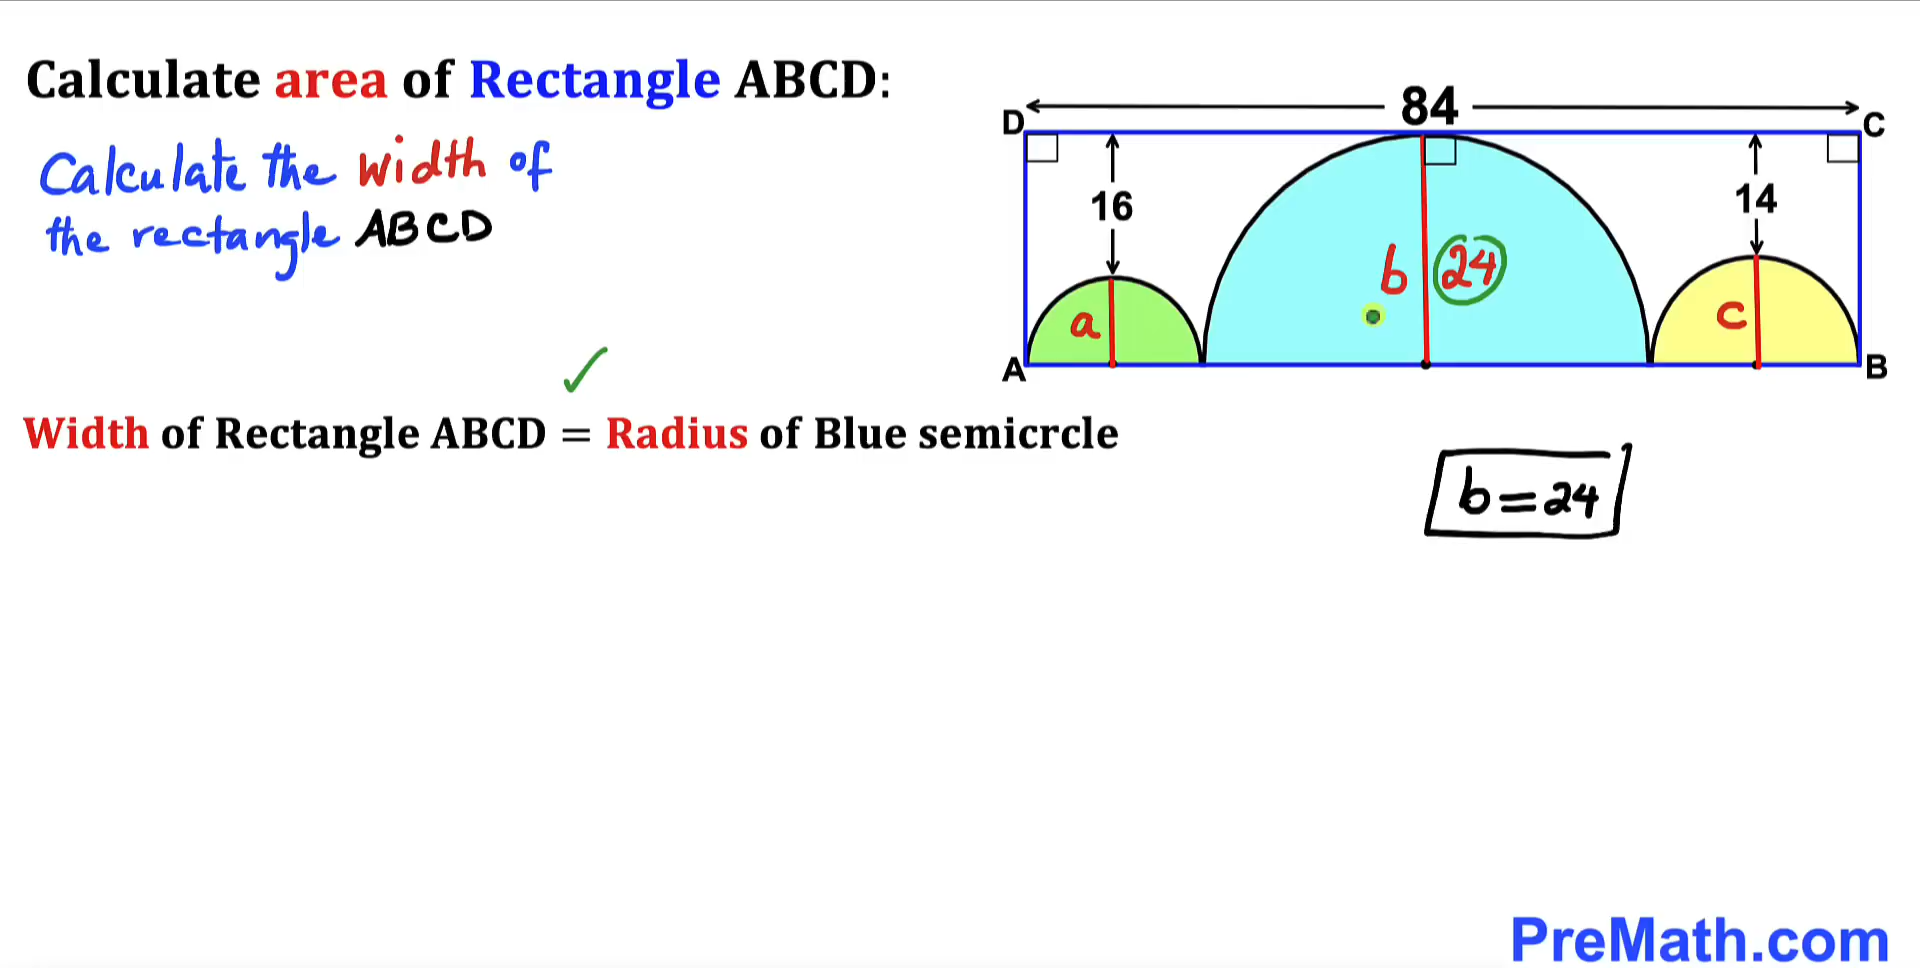 Calculate area of Rectangle ABCD:
Calculate the width of
the rectangle ABCD
84
D
C
16
14
b 24
a
c
A
B
Width of Rectangle ABCD = Radius of Blue semicrcle
b=24
PreMath.com